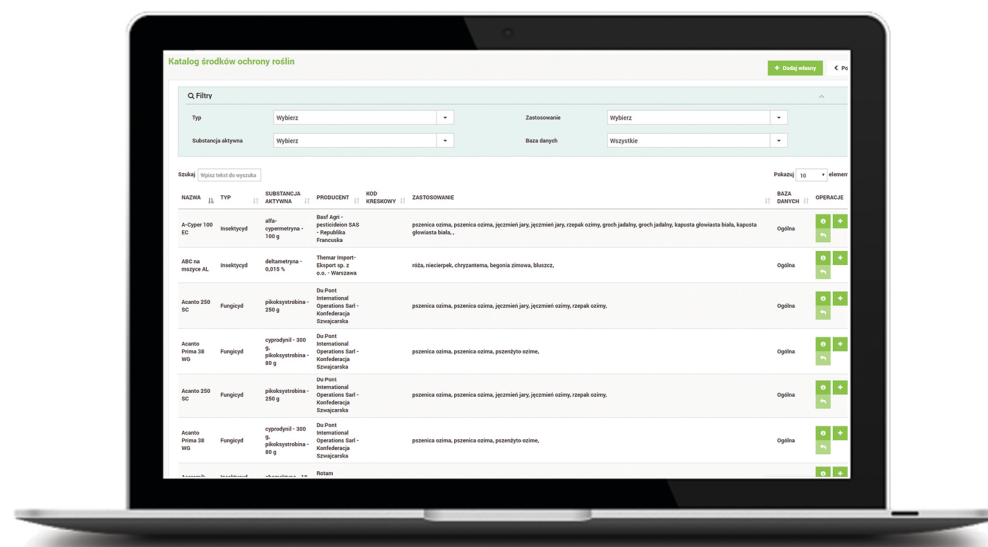 Katalog środków ochrony roślin
+ Dodaj własny
Po
Filtry
Typ
Wybierz
Zastosowanie
Wybierz
Substancja aktywna
Wybierz
Baza danych
Wszystkie
Szukaj
Wpisz tekst do wyszuka
Pokazuj 10 elemen
NAZWA
TYP
SUBSTANCJA
AKTYWNA
PRODUCENT
KOD
KRESKOWY
ZASTOSOWANIE
BAZA
DANYCH
OPERACJE
A-Cyper 100
EC
Insektycyd
alfa-
cypermetryna -
100 g
Basf Agri -
pesticideion SAS
- Republika
Francuska
pszenica ozima, pszenica ozima, jęczmień jary, jęczmień jary, rzepak ozimy, groch jadalny, groch jadalny, kapusta głowiasta biała, kapusta
głowiasta biała, ,
Ogólna
ABC na
mszyce AL
Insektycyd
deltametryna -
0,015 %
Themar Import-
Eksport sp. z
o.o. - Warszawa
róża, niecierpek, chryzantema, begonia zimowa, bluszcz,
Ogólna
Acanto 250
SC
Fungicyd
pikoksystrobina -
250 g
Du Pont
International
Operations Sarl -
Konfederacja
Szwajcarska
pszenica ozima, pszenica ozima, jęczmień jary, jęczmień ozimy, rzepak ozimy,
Ogólna
Acanto
Prima 38
WG
Fungicyd
cyprodynil - 300
g,
pikoksystrobina -
80 g
Du Pont
International
Operations Sarl -
Konfederacja
Szwajcarska
pszenica ozima, pszenica ozima, pszenżyto ozime,
Ogólna
Acanto 250
SC
Fungicyd
pikoksystrobina -
250 g
Du Pont
International
Operations Sarl -
Konfederacja
Szwajcarska
pszenica ozima, pszenica ozima, jęczmień jary, jęczmień ozimy, rzepak ozimy,
Ogólna
Acanto
Prima 38
WG
Fungicyd
cyprodynil - 300
g,
pikoksystrobina -
80 g
Du Pont
International
Operations Sarl -
Konfederacja
Szwajcarska
pszenica ozima, pszenica ozima, pszenżyto ozime,
Ogólna
Insektycyd
Rotam